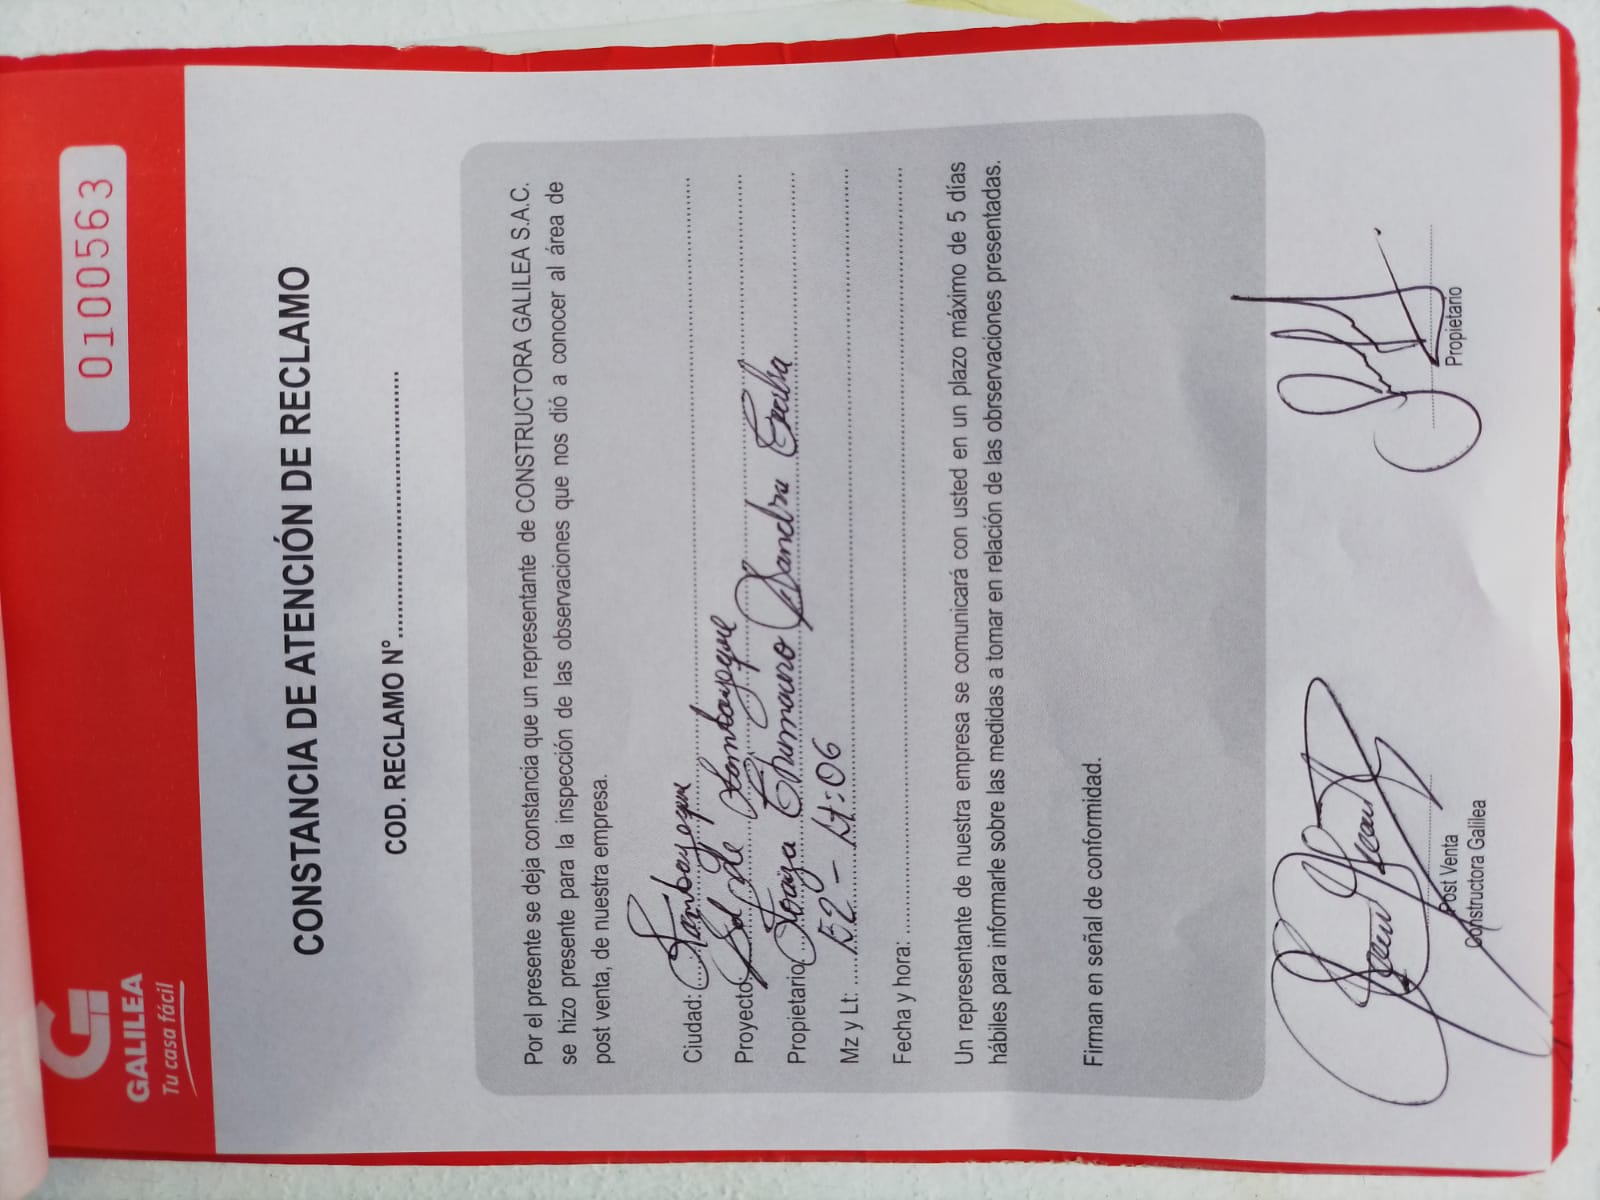 GALILEA
Tu casa fácil
0100563
CONSTANCIA DE ATENCIÓN DE RECLAMO
COD. RECLAMO N°
Por el presente se deja constancia que un representante de CONSTRUCTORA GALILEA S.A.C.
se hizo presente para la inspección de las observaciones que nos dió a conocer al área de
post venta, de nuestra empresa.
Ciudad: Lambayeque
Proyecto: Sol de Lambayeque
Propietario: Chumacero Sandra
Mz y Lt: E2 - Lt: 06
Fecha y hora:
Un representante de nuestra empresa se comunicará con usted en un plazo máximo de 5 días
hábiles para informarle sobre las medidas a tomar en relación de las obrservaciones presentadas.
Firman en señal de conformidad.
Post Venta
Constructora Galilea
Propietario